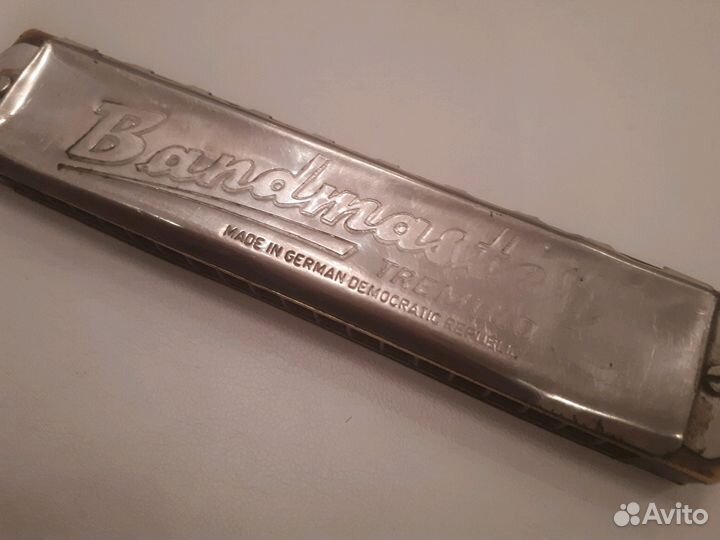 Bandmaster
TREMOLO
MADE IN GERMAN DEMOCRATIC REPUBLIC
Avito